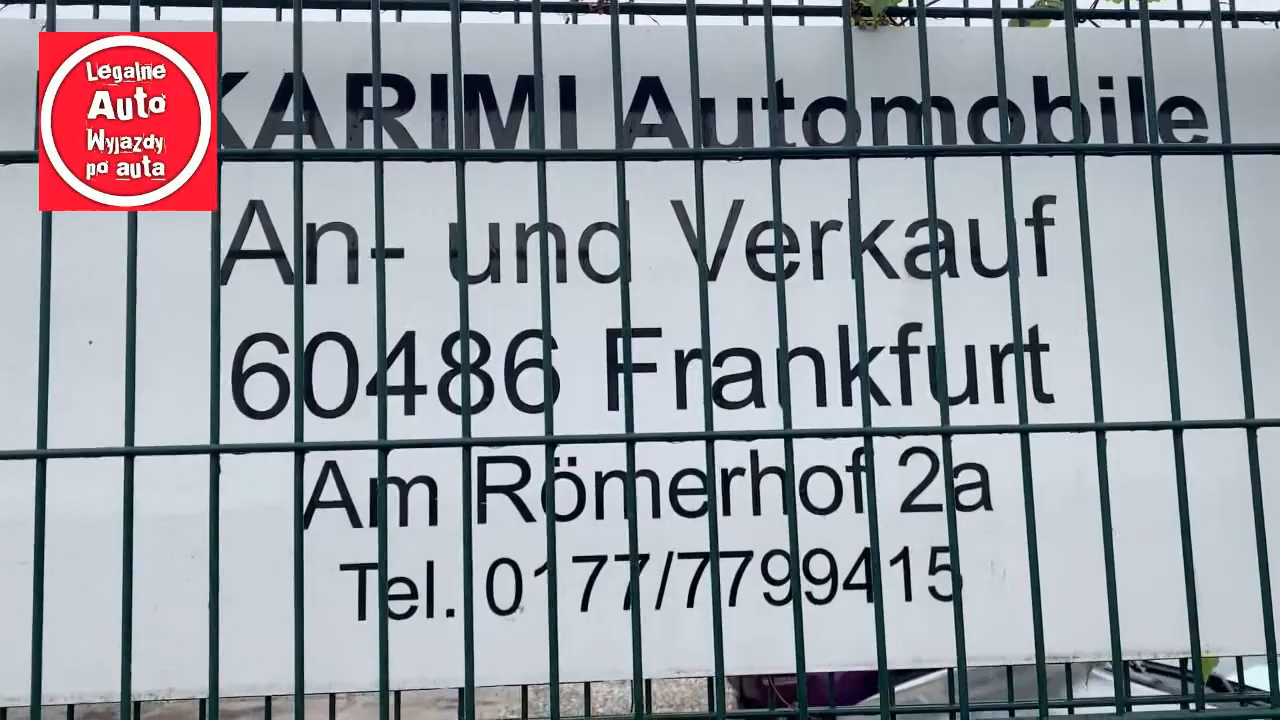 Legalne
Auto
Wyjazdy
po auta
KARIMI Automobile
An- und Verkauf
60486 Frankfurt
Am Römerhof 2a
Tel. 0177/7799415